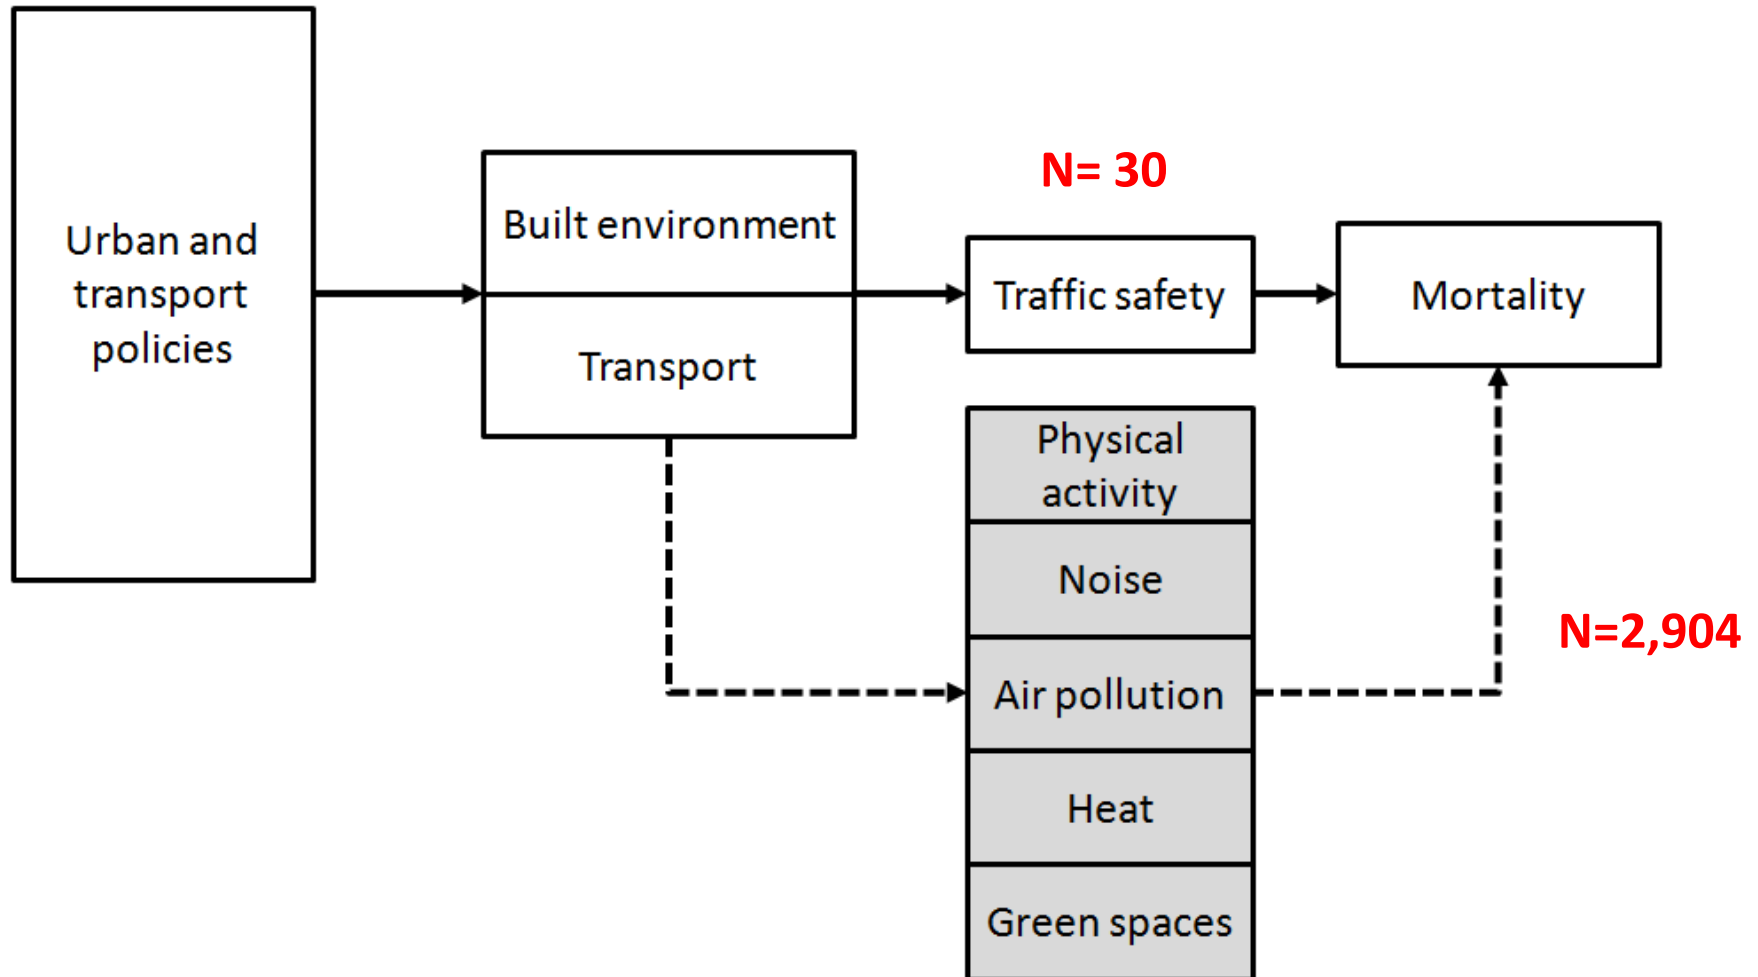 Urban and
transport
policies
Built environment
Transport
N= 30
Traffic safety
Mortality
Physical
activity
Noise
Air pollution
Heat
Green spaces
N=2,904